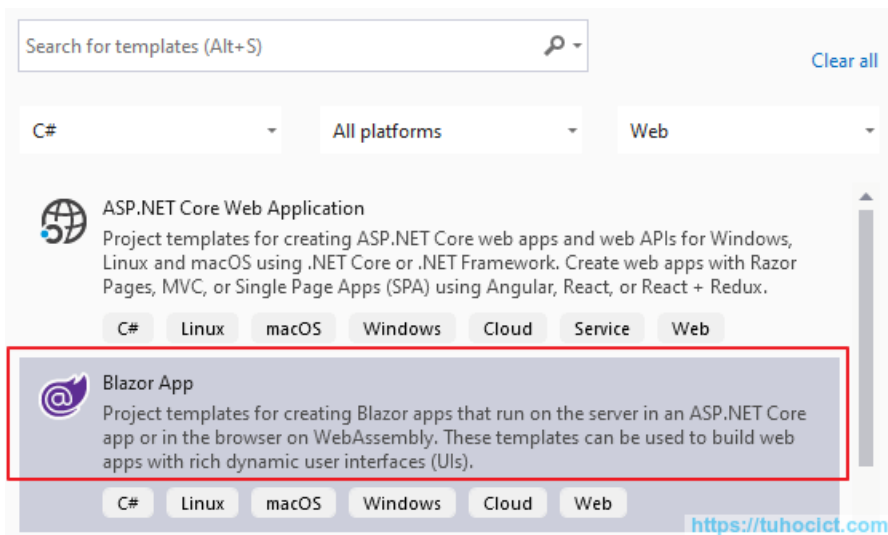 Search for templates (Alt+S)
Clear all
C#
All platforms
Web
ASP.NET Core Web Application
Project templates for creating ASP.NET Core web apps and web APIs for Windows,
Linux and macOS using .NET Core or .NET Framework. Create web apps with Razor
Pages, MVC, or Single Page Apps (SPA) using Angular, React, or React + Redux.
C# Linux macOS Windows Cloud Service Web
Blazor App
Project templates for creating Blazor apps that run on the server in an ASP.NET Core
app or in the browser on WebAssembly. These templates can be used to build web
apps with rich dynamic user interfaces (UIs).
C# Linux macOS Windows Cloud Web
https://tuhocict.com